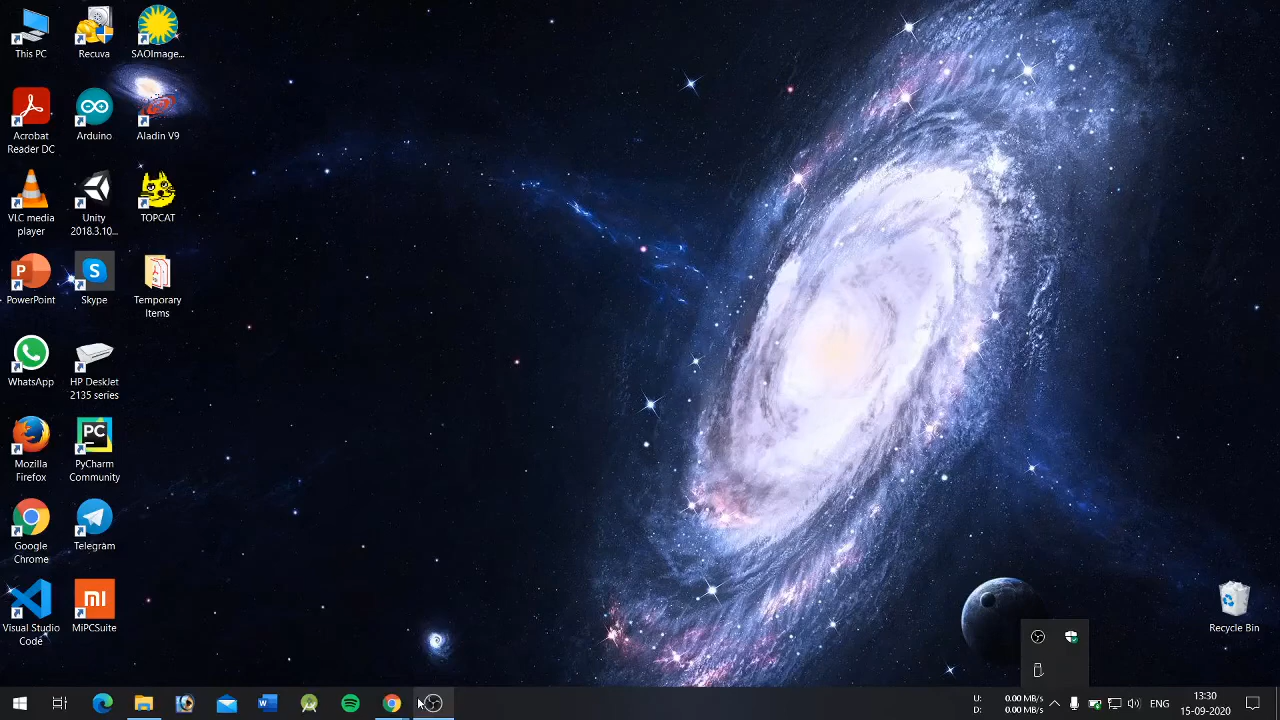 This PC
Recuva
SAOImage...
Acrobat
Reader DC
Arduino
Aladin V9
VLC media
player
Unity
2018.3.10...
TOPCAT
PowerPoint
Skype
Temporary
Items
WhatsApp
HP DeskJet
2135 series
Mozilla
Firefox
PyCharm
Community
Google
Chrome
Telegram
Visual Studio
Code
MiPCSuite
Recycle Bin
U: 0.00 MB/s
D: 0.00 MB/s
ENG
13:30
15-09-2020